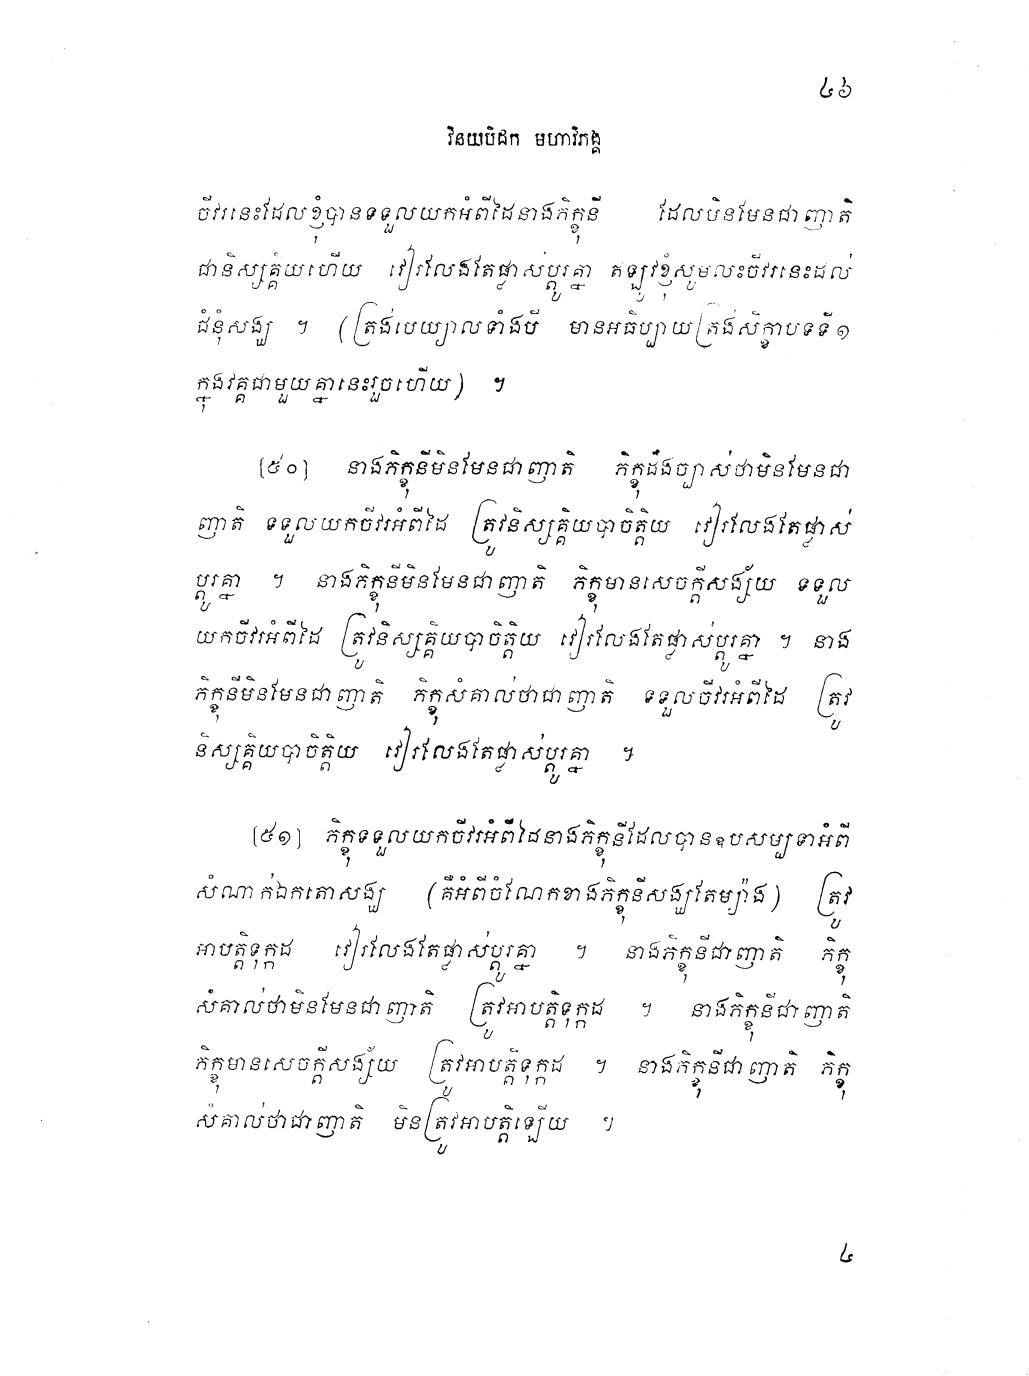 ៤៦
វិនយបិដក មហាវិភង្គ
ចីវរនេះដែលខ្ញុំបានទទួលយកអំពីដៃនាងភិក្ខុនី ដែលមិនមែនជាញាតិ
ជានិស្សគ្គិយហើយ វៀរលែងតែផ្លាស់ប្តូរគ្នា ឥឡូវខ្ញុំសូមលះចីវរនេះដល់
ជំនុំសង្ឃ ។ (ត្រង់បេយ្យាលទាំងបី មានអធិប្បាយត្រង់សិក្ខាបទទី១
ក្នុងវគ្គជាមួយគ្នានេះរួចហើយ) ។
[៥០] នាងភិក្ខុនីមិនមែនជាញាតិ ភិក្ខុដឹងច្បាស់ថាមិនមែនជា
ញាតិ ទទួលយកចីវរអំពីដៃ ត្រូវនិស្សគ្គិយបាចិត្តិយ វៀរលែងតែផ្លាស់
ប្តូរគ្នា ។ នាងភិក្ខុនីមិនមែនជាញាតិ ភិក្ខុមានសេចក្តីសង្ស័យ ទទួល
យកចីវរអំពីដៃ ត្រូវនិស្សគ្គិយបាចិត្តិយ វៀរលែងតែផ្លាស់ប្តូរគ្នា ។ នាង
ភិក្ខុនីមិនមែនជាញាតិ ភិក្ខុសំគាល់ថាជាញាតិ ទទួលចីវរអំពីដៃ ត្រូវ
និស្សគ្គិយបាចិត្តិយ វៀរលែងតែផ្លាស់ប្តូរគ្នា ។
[៥១] ភិក្ខុទទួលយកចីវរអំពីដៃនាងភិក្ខុនីដែលបានឧបសម្បទាអំពី
សំណាក់ឯកតោសង្ឃ (គឺអំពីចំណែកខាងភិក្ខុនីសង្ឃតែម្យ៉ាង) ត្រូវ
អាបត្តិទុក្កដ វៀរលែងតែផ្លាស់ប្តូរគ្នា ។ នាងភិក្ខុនីជាញាតិ ភិក្ខុ
សំគាល់ថាមិនមែនជាញាតិ ត្រូវអាបត្តិទុក្កដ ។ នាងភិក្ខុនីជាញាតិ
ភិក្ខុមានសេចក្តីសង្ស័យ ត្រូវអាបត្តិទុក្កដ ។ នាងភិក្ខុនីជាញាតិ ភិក្ខុ
សំគាល់ថាជាញាតិ មិនត្រូវអាបត្តិឡើយ ។
៤